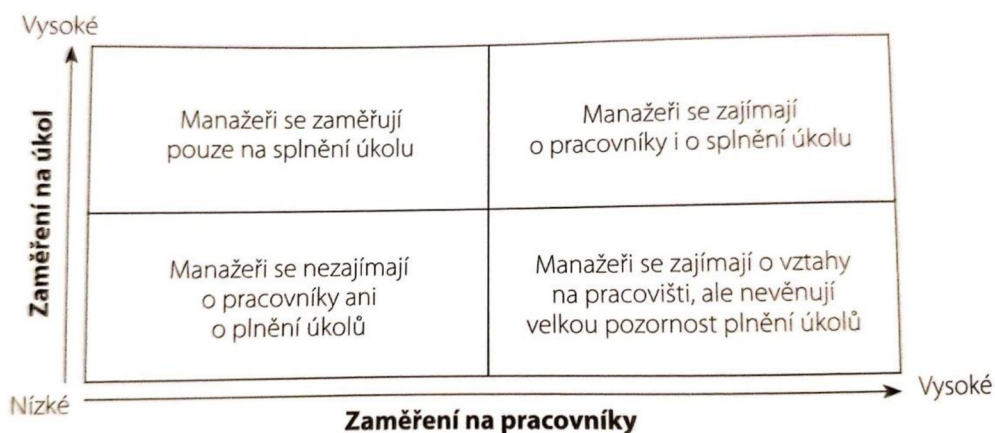 Vysoké
Zaměření na úkol
Manažeři se zaměřují
pouze na splnění úkolu
Manažeři se zajímají
o pracovníky i o splnění úkolu
Manažeři se nezajímají
o pracovníky ani
o plnění úkolů
Manažeři se zajímají o vztahy
na pracovišti, ale nevěnují
velkou pozornost plnění úkolů
Nízké
Vysoké
Zaměření na pracovníky